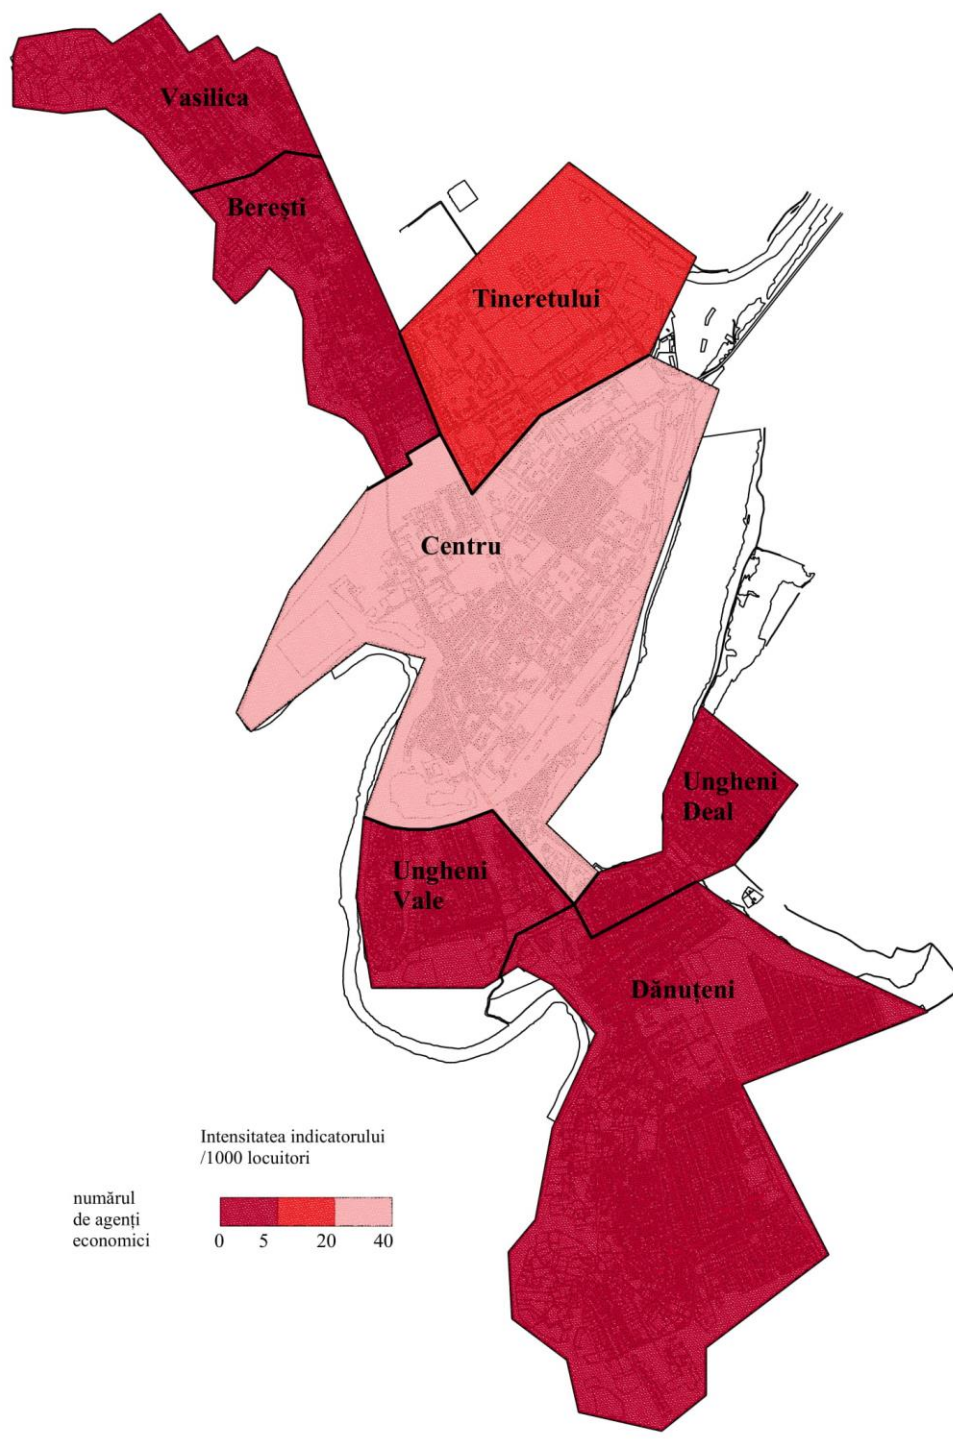 Vasilica
Berești
Tineretului
Centru
Ungheni
Deal
Ungheni
Vale
Dănuțeni
Intensitatea indicatorului
/1000 locuitori
numărul
de agenți
economici
0 5 20 40